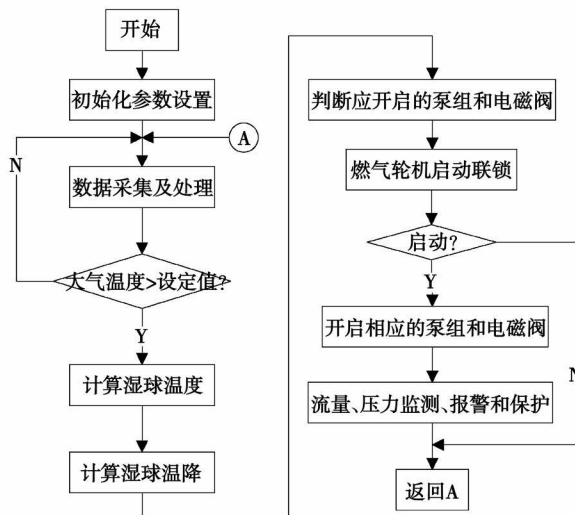 开始
初始化参数设置
A
N
数据采集及处理
大气温度>设定值?
Y
计算湿球温度
计算湿球温降
判断应开启的泵组和电磁阀
燃气轮机启动联锁
启动?
Y
开启相应的泵组和电磁阀
N
流量、压力监测、报警和保护
返回A